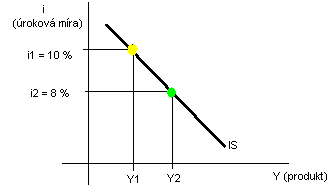 i
(úroková míra)
i1 = 10 %
i2 = 8 %
IS
Y1
Y2
Y (produkt)